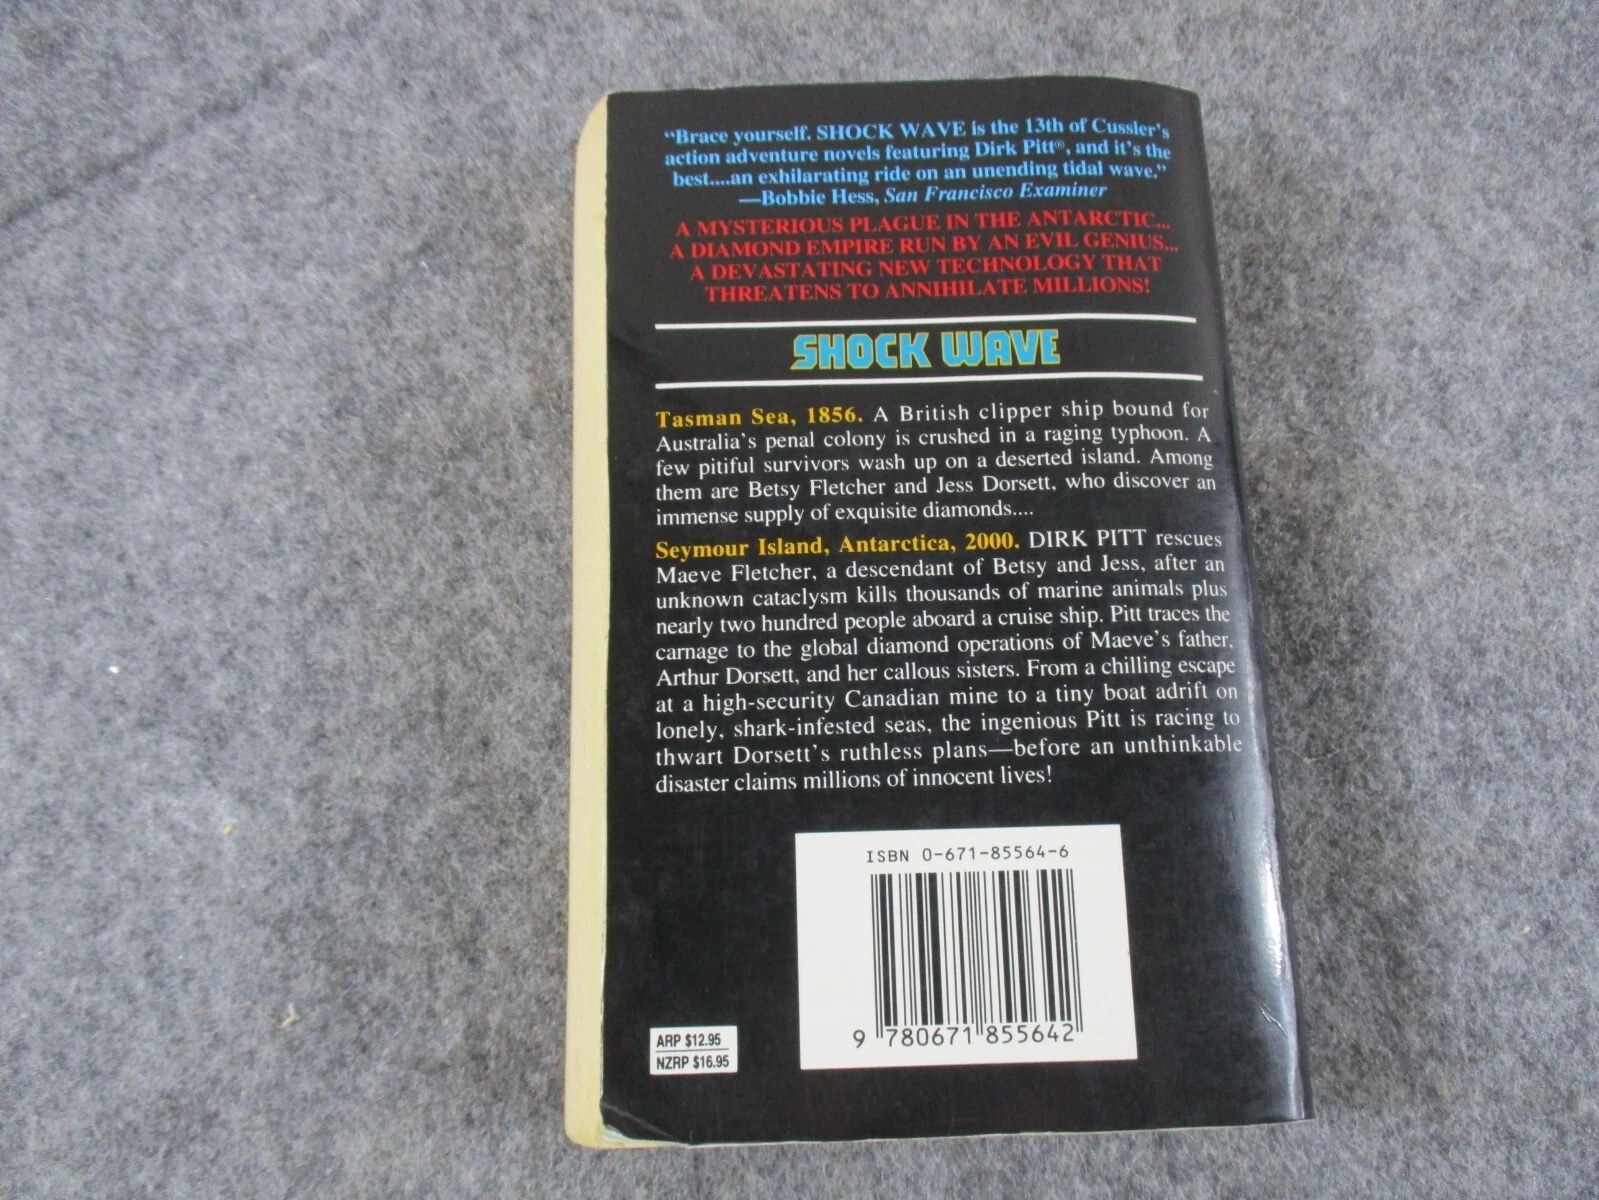 “Brace yourself. SHOCK WAVE is the 13th of Cussler’s
action adventure novels featuring Dirk Pitt®, and it’s the
best....an exhilarating ride on an unending tidal wave.”
—Bobbie Hess, San Francisco Examiner
A MYSTERIOUS PLAGUE IN THE ANTARCTIC...
A DIAMOND EMPIRE RUN BY AN EVIL GENIUS...
A DEVASTATING NEW TECHNOLOGY THAT
THREATENS TO ANNIHILATE MILLIONS!
SHOCK WAVE
Tasman Sea, 1856. A British clipper ship bound for
Australia’s penal colony is crushed in a raging typhoon. A
few pitiful survivors wash up on a deserted island. Among
them are Betsy Fletcher and Jess Dorsett, who discover an
immense supply of exquisite diamonds....
Seymour Island, Antarctica, 2000. DIRK PITT rescues
Maeve Fletcher, a descendant of Betsy and Jess, after an
unknown cataclysm kills thousands of marine animals plus
nearly two hundred people aboard a cruise ship. Pitt traces the
carnage to the global diamond operations of Maeve’s father,
Arthur Dorsett, and her callous sisters. From a chilling escape
at a high-security Canadian mine to a tiny boat adrift on
lonely, shark-infested seas, the ingenious Pitt is racing to
thwart Dorsett’s ruthless plans—before an unthinkable
disaster claims millions of innocent lives!
ISBN 0-671-85564-6
9 780671 855642
ARP $12.95
NZRP $16.95